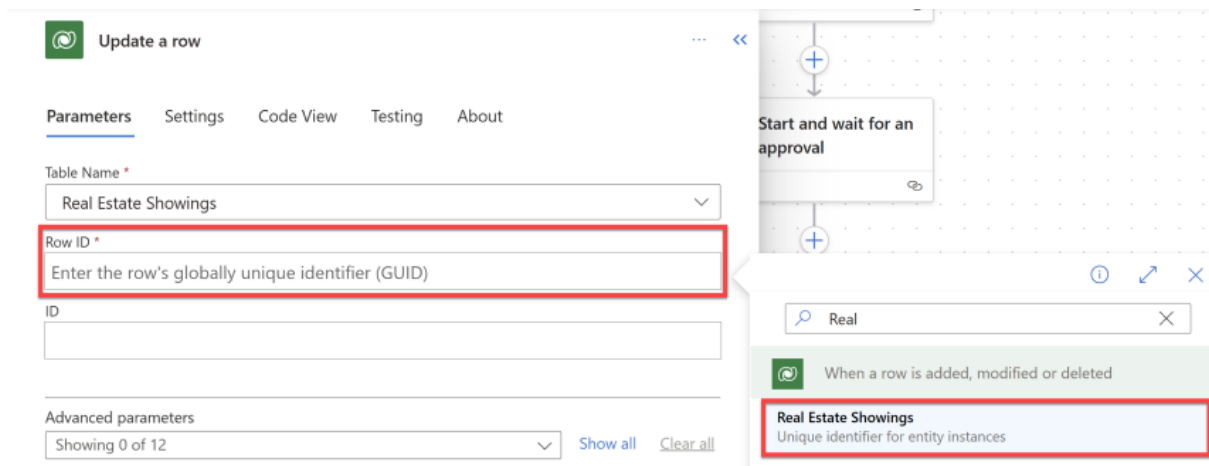 Update a row
Parameters Settings Code View Testing About
Table Name *
Real Estate Showings
Row ID *
Enter the row's globally unique identifier (GUID)
ID
Advanced parameters
Showing 0 of 12
Show all
Clear all
Start and wait for an
approval
Real
When a row is added, modified or deleted
Real Estate Showings
Unique identifier for entity instances